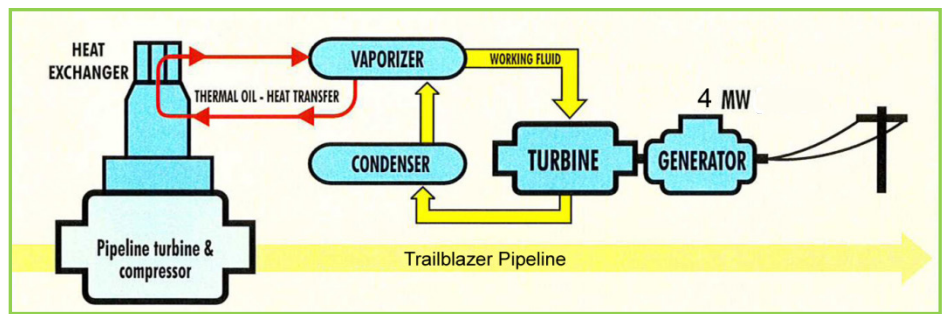 HEAT
EXCHANGER
VAPORIZER
WORKING FLUID
THERMAL OIL - HEAT TRANSFER
4 MW
CONDENSER
TURBINE
GENERATOR
Pipeline turbine &
compressor
Trailblazer Pipeline